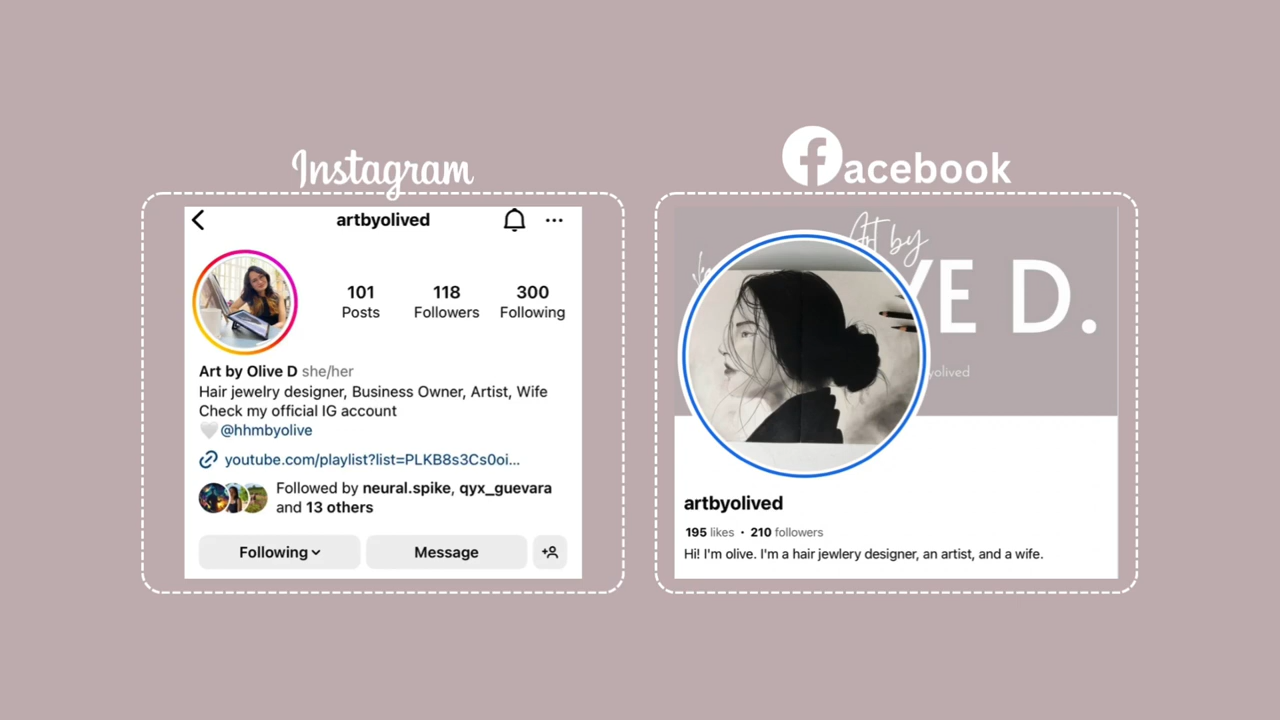 Instagram
artbyolived
101
118
300
Posts
Followers
Following
Art by Olive D she/her
Hair jewelry designer, Business Owner, Artist, Wife
Check my official IG account
🤍@hhmbyolive
youtube.com/playlist?list=PLKB8s3Cs0oi...
Followed by neural.spike, qyx_guevara
and 13 others
Following
Message
facebook
Art by
YE D.
yolived
artbyolived
195 likes • 210 followers
Hi! I'm olive. I'm a hair jewlery designer, an artist, and a wife.